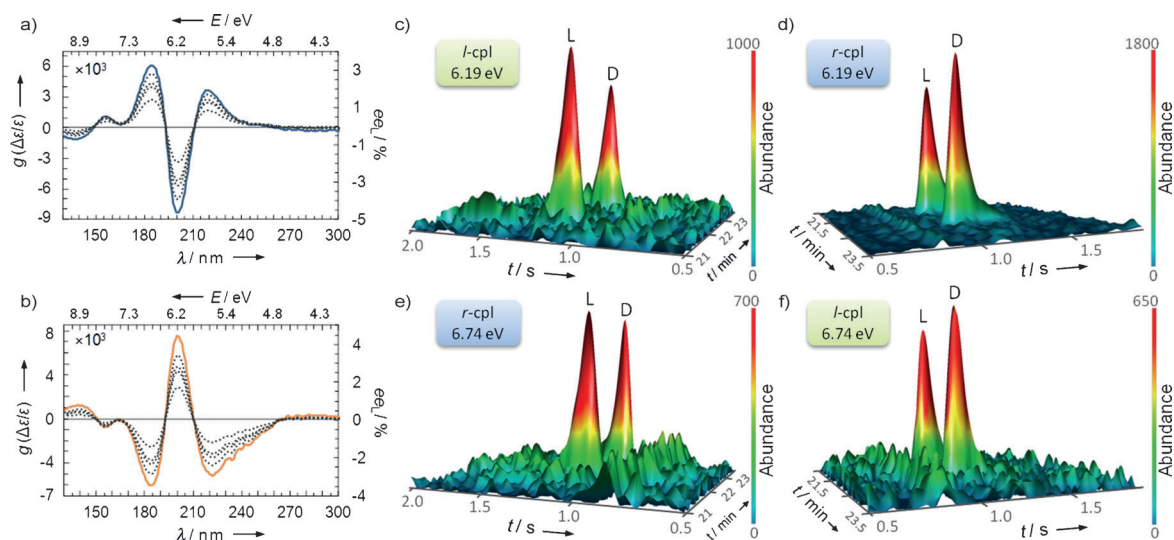 a)
← E / eV
8.9 7.3 6.2 5.4 4.8 4.3
×10³
g (Δε/ε) →
6
3
0
-3
-6
-9
3
1
0
-1
-3
-5
ee_L / %
150 180 210 240 270 300
λ / nm →
b)
← E / eV
8.9 7.3 6.2 5.4 4.8 4.3
×10³
g (Δε/ε) →
8
4
0
-4
-7
4
2
0
-2
-4
ee_L / %
150 180 210 240 270 300
λ / nm →
c)
l-cpl
6.19 eV
L
D
1000
Abundance
0
2.0 1.5 1.0 0.5
t / s →
21 22 23
t / min →
d)
r-cpl
6.19 eV
L
D
1800
Abundance
0
21.5 23.5
t / min →
0.5 1.0 1.5
t / s →
e)
r-cpl
6.74 eV
L
D
700
Abundance
0
2.0 1.5 1.0 0.5
t / s →
21 22 23
t / min →
f)
l-cpl
6.74 eV
L
D
650
Abundance
0
21.5 23.5
t / min →
0.5 1.0 1.5
t / s →